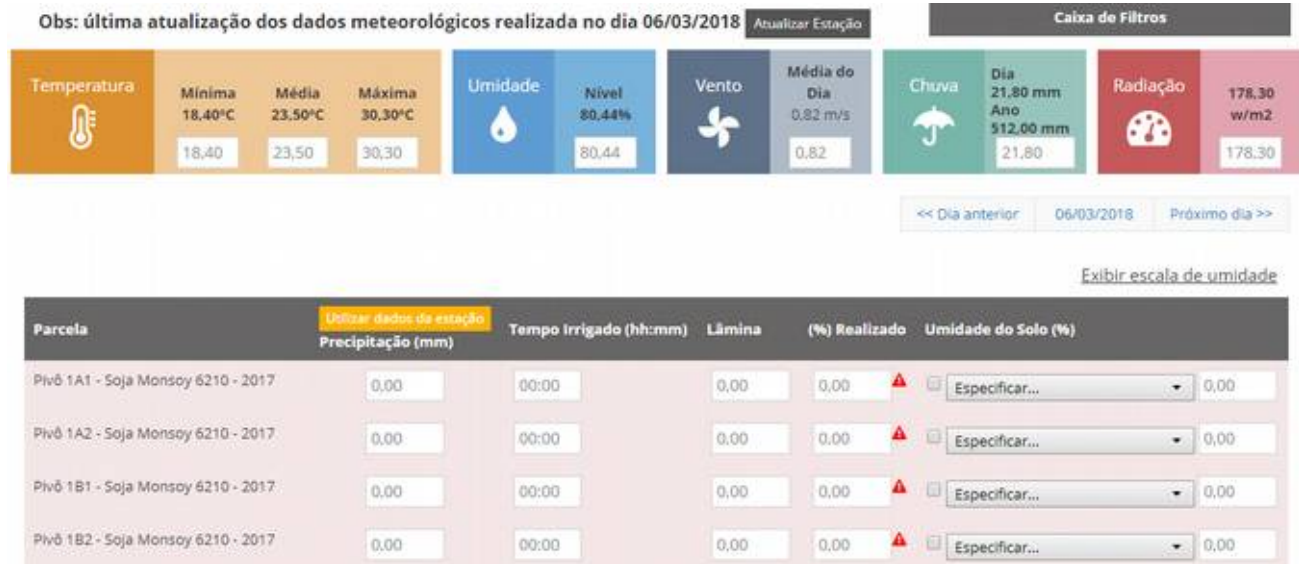 Obs: última atualização dos dados meteorológicos realizada no dia 06/03/2018 Atualizar Estação
Caixa de Filtros
Temperatura
Mínima Média Máxima
18,40ºC 23,50ºC 30,30ºC
18,40 23,50 30,30
Umidade
Nível
80,44%
80,44
Vento
Média do
Dia
0,82 m/s
0,82
Chuva
Dia
21,80 mm
Ano
512,00 mm
21,80
Radiação
178,30
w/m2
178,30
<< Dia anterior 06/03/2018 Próximo dia >>
Exibir escala de umidade
Utilizar dados da estação
Parcela Precipitação (mm) Tempo Irrigado (hh:mm) Lâmina (%) Realizado Umidade do Solo (%)
Pivô 1A1 - Soja Monsoy 6210 - 2017 0,00 00:00 0,00 0,00 Especificar... 0,00
Pivô 1A2 - Soja Monsoy 6210 - 2017 0,00 00:00 0,00 0,00 Especificar... 0,00
Pivô 1B1 - Soja Monsoy 6210 - 2017 0,00 00:00 0,00 0,00 Especificar... 0,00
Pivô 1B2 - Soja Monsoy 6210 - 2017 0,00 00:00 0,00 0,00 Especificar... 0,00